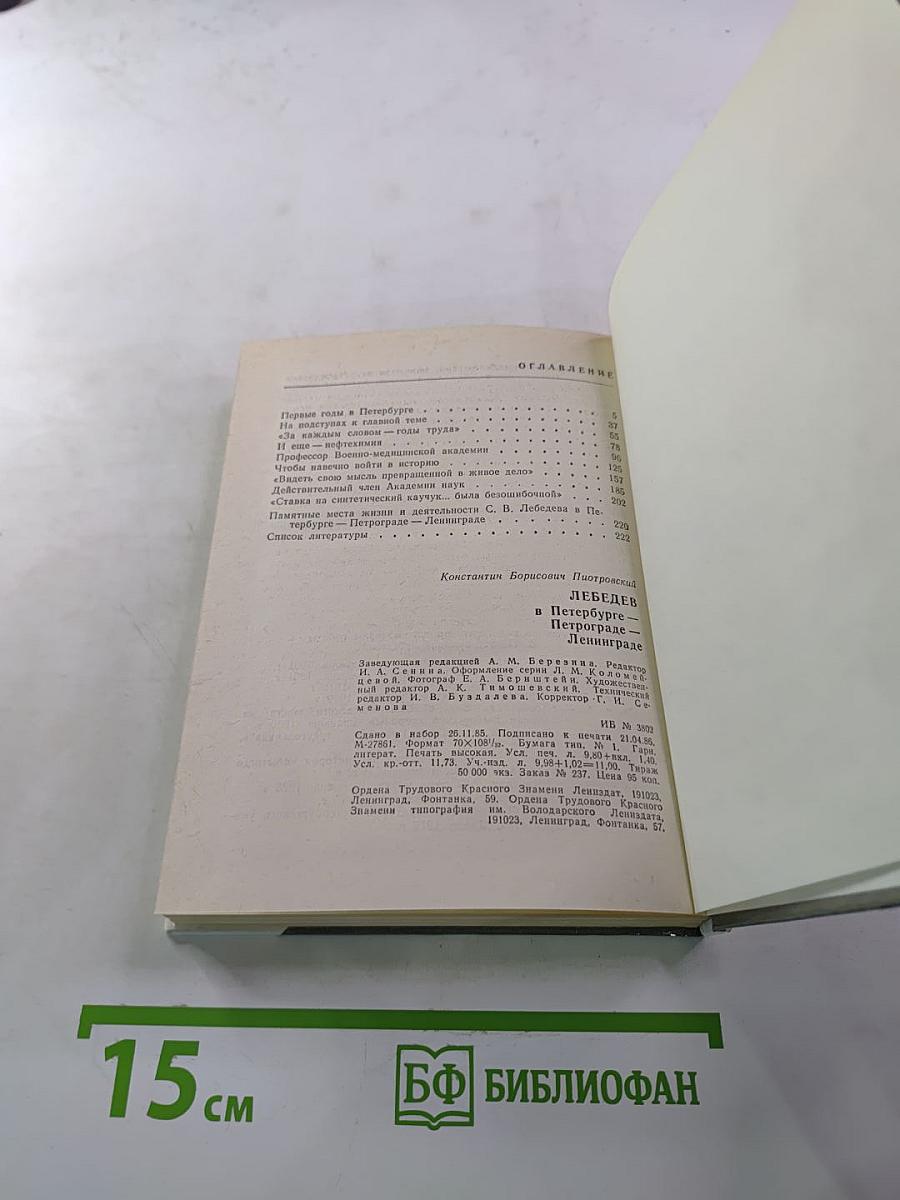 ОГЛАВЛЕНИЕ
Первые годы в Петербурге . . . . . . . . . . . . . . . 5
На подступах к главной теме . . . . . . . . . . . . . 37
«За каждым словом — годы труда» . . . . . . . . . . 55
И еще — нефтехимия . . . . . . . . . . . . . . . . 78
Профессор Военно-медицинской академии . . . . . . . 96
Чтобы навечно войти в историю . . . . . . . . . . . 125
«Видеть свою мысль превращенной в живое дело» . . . . 157
Действительный член Академии наук . . . . . . . . . 185
«Ставка на синтетический каучук... была безошибочной» . . . 202
Памятные места жизни и деятельности С. В. Лебедева в Пе-
тербурге — Петрограде — Ленинграде . . . . . . . . 220
Список литературы . . . . . . . . . . . . . . . . . 222
Константин Борисович Пиотровский
ЛЕБЕДЕВ
в Петербурге —
Петрограде —
Ленинграде
Заведующая редакцией А. М. Березина. Редактор
И. А. Сенина. Оформление серии Л. М. Коломей-
цевой. Фотограф Е. А. Бернштейн. Художествен-
ный редактор А. К. Тимошевский. Технический
редактор И. В. Буздалева. Корректор Г. И. Се-
менова
ИБ № 3802
Сдано в набор 26.11.85. Подписано к печати 21.04.86.
М-27861. Формат 70×108¹/₃₂. Бумага тип. № 1. Гарн.
литерат. Печать высокая. Усл. печ. л. 9,80+вкл. 1,40.
Усл. кр.-отт. 11,73. Уч.-изд. л. 9,98+1,02=11,00. Тираж
50 000 экз. Заказ № 237. Цена 95 коп.
Ордена Трудового Красного Знамени Лениздат, 191023,
Ленинград, Фонтанка, 59. Ордена Трудового Красного
Знамени типография им. Володарского Лениздата,
191023, Ленинград, Фонтанка, 57.
15 см
БФ БИБЛИОФАН